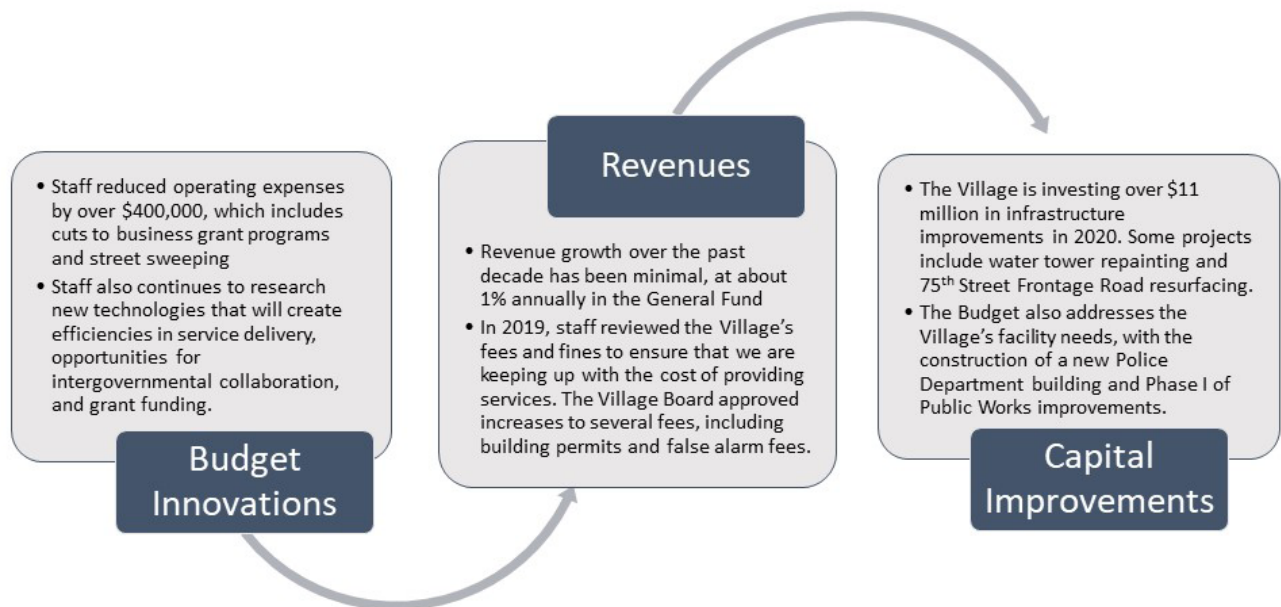 • Staff reduced operating expenses
by over $400,000, which includes
cuts to business grant programs
and street sweeping
• Staff also continues to research
new technologies that will create
efficiencies in service delivery,
opportunities for
intergovernmental collaboration,
and grant funding.
Budget
Innovations
Revenues
• Revenue growth over the past
decade has been minimal, at about
1% annually in the General Fund
• In 2019, staff reviewed the Village's
fees and fines to ensure that we are
keeping up with the cost of providing
services. The Village Board approved
increases to several fees, including
building permits and false alarm fees.
• The Village is investing over $11
million in infrastructure
improvements in 2020. Some projects
include water tower repainting and
75th Street Frontage Road resurfacing.
• The Budget also addresses the
Village's facility needs, with the
construction of a new Police
Department building and Phase I of
Public Works improvements.
Capital
Improvements